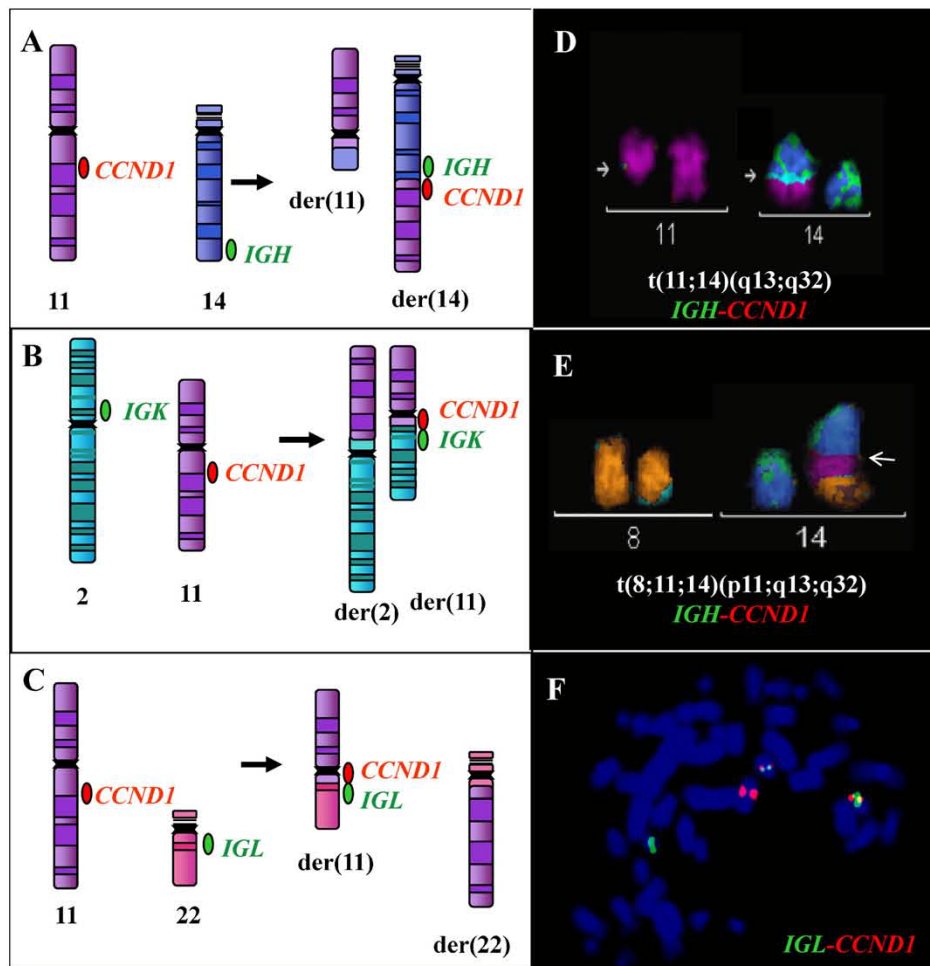 A
CCND1
11
IGH
14
der(11)
IGH
CCND1
der(14)
B
IGK
2
CCND1
11
CCND1
IGK
der(2)
der(11)
C
CCND1
11
IGL
22
CCND1
IGL
der(11)
der(22)
D
11
14
t(11;14)(q13;q32)
IGH-CCND1
E
8
14
t(8;11;14)(p11;q13;q32)
IGH-CCND1
F
IGL-CCND1